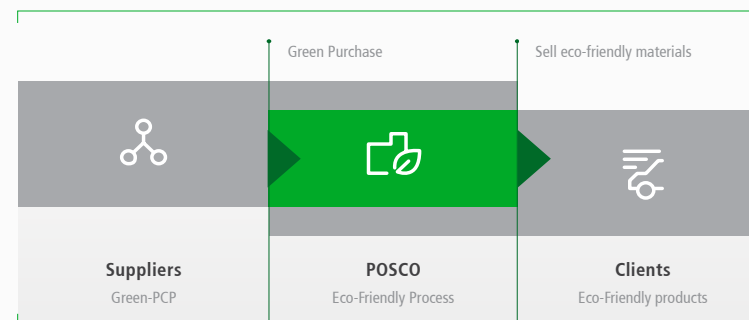 Green Purchase
Sell eco-friendly materials
Suppliers
POSCO
Clients
Green-PCP
Eco-Friendly Process
Eco-Friendly products